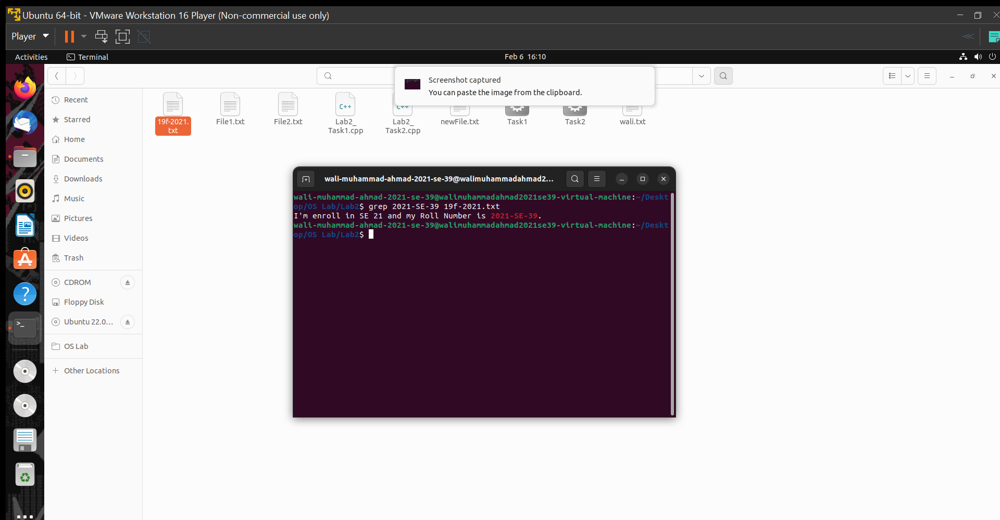 Ubuntu 64-bit - VMware Workstation 16 Player (Non-commercial use only)
Player
Activities
Terminal
Feb 6 16:10
Screenshot captured
You can paste the image from the clipboard.
Recent
Starred
Home
Documents
Downloads
Music
Pictures
Videos
Trash
CDROM
Floppy Disk
Ubuntu 22.0...
OS Lab
+ Other Locations
19f-2021.
txt
File1.txt
File2.txt
C++
Lab2_
Task1.cpp
C++
Lab2_
Task2.cpp
newFile.txt
Task1
Task2
wali.txt
wali-muhammad-ahmad-2021-se-39@walimuhammadahmad2...
wali-muhammad-ahmad-2021-se-39@walimuhammadahmad2021se39-virtual-machine:~/Deskt
op/OS Lab/Lab2$ grep 2021-SE-39 19f-2021.txt
I'm enroll in SE 21 and my Roll Number is 2021-SE-39.
wali-muhammad-ahmad-2021-se-39@walimuhammadahmad2021se39-virtual-machine:~/Deskt
op/OS Lab/Lab2$